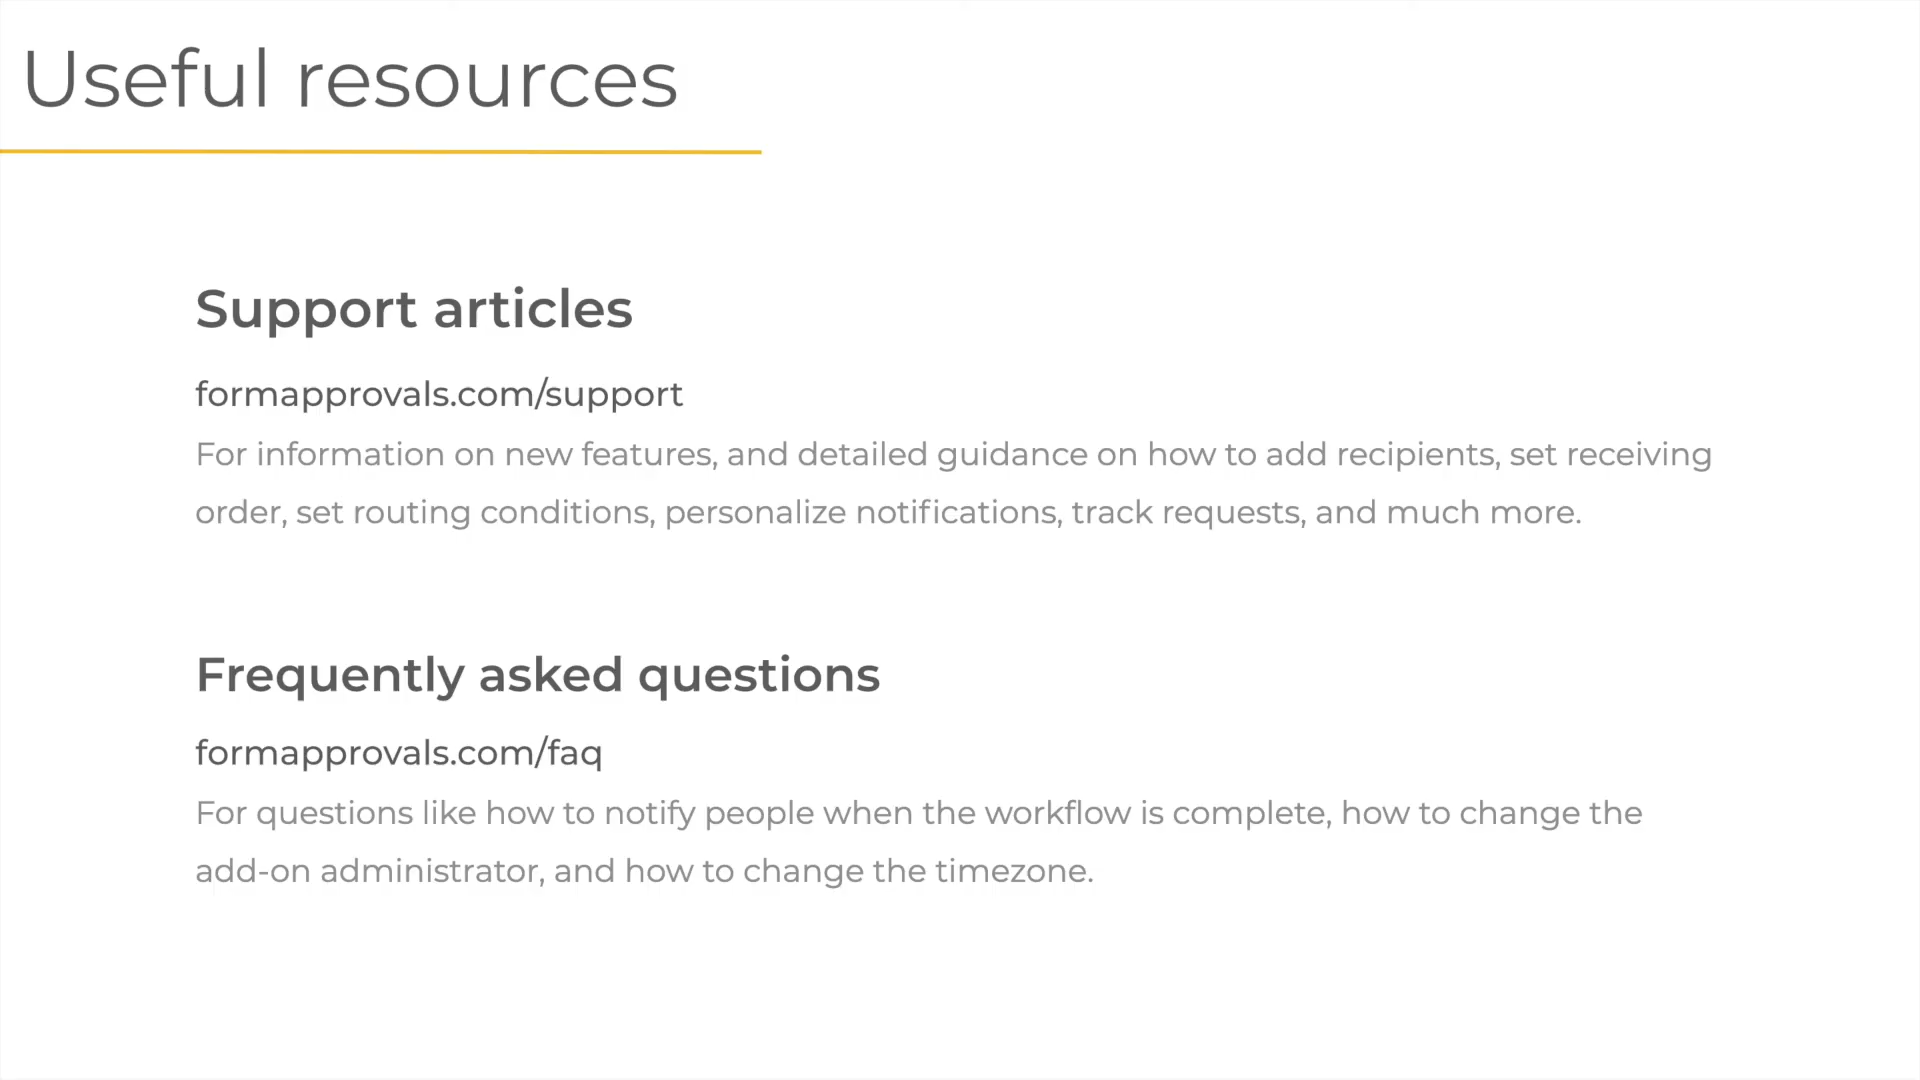 Useful resources
Support articles
formapprovals.com/support
For information on new features, and detailed guidance on how to add recipients, set receiving
order, set routing conditions, personalize notifications, track requests, and much more.
Frequently asked questions
formapprovals.com/faq
For questions like how to notify people when the workflow is complete, how to change the
add-on administrator, and how to change the timezone.